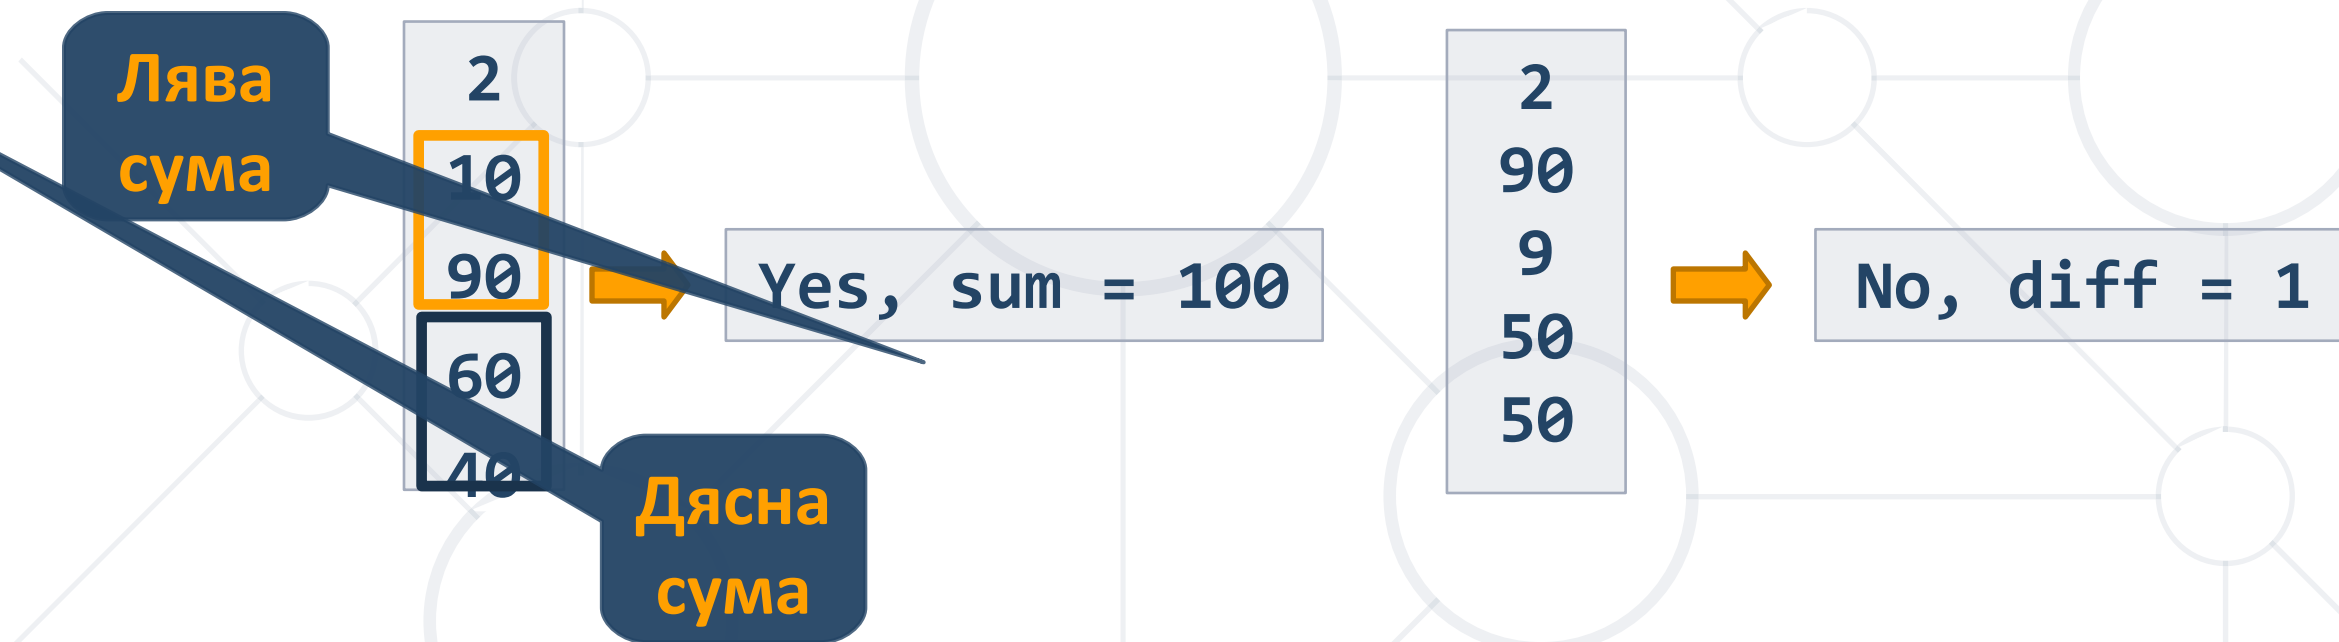 Лява
сума
2
10
90
60
40
Yes, sum = 100
Дясна
сума
2
90
9
50
50
No, diff = 1